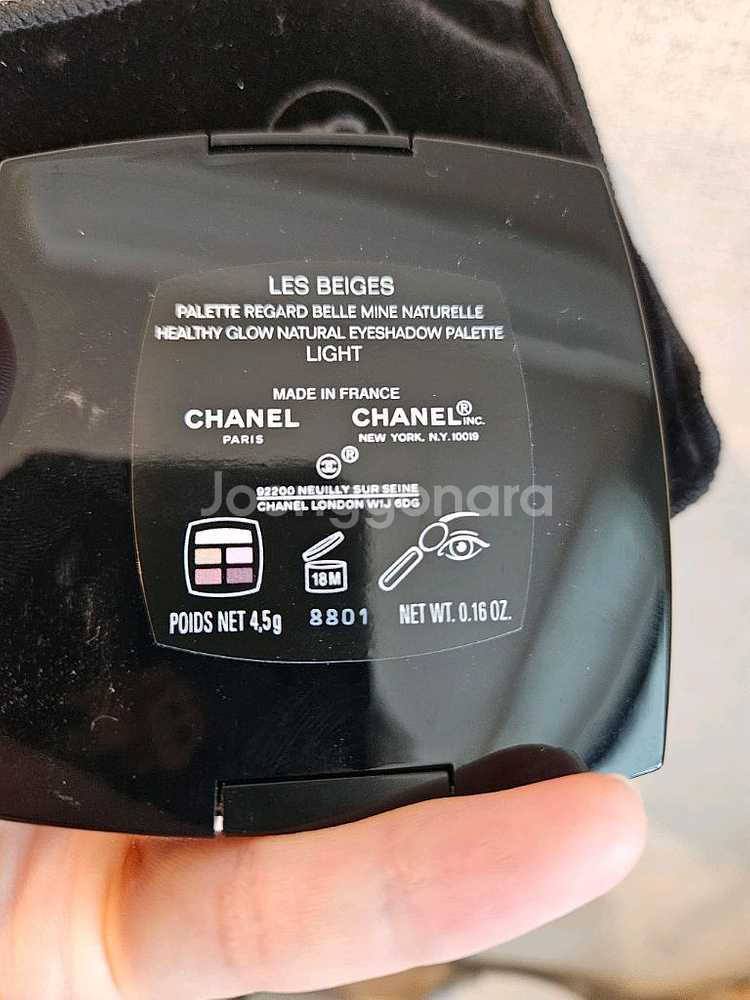 LES BEIGES
PALETTE REGARD BELLE MINE NATURELLE
HEALTHY GLOW NATURAL EYESHADOW PALETTE
LIGHT
MADE IN FRANCE
CHANEL CHANEL® INC.
PARIS NEW YORK, N.Y. 10019
®
92200 NEUILLY SUR SEINE
Joonggonara
CHANEL LONDON W1J 6DG
18M
POIDS NET 4,5g 8801 NET WT. 0.16 OZ.